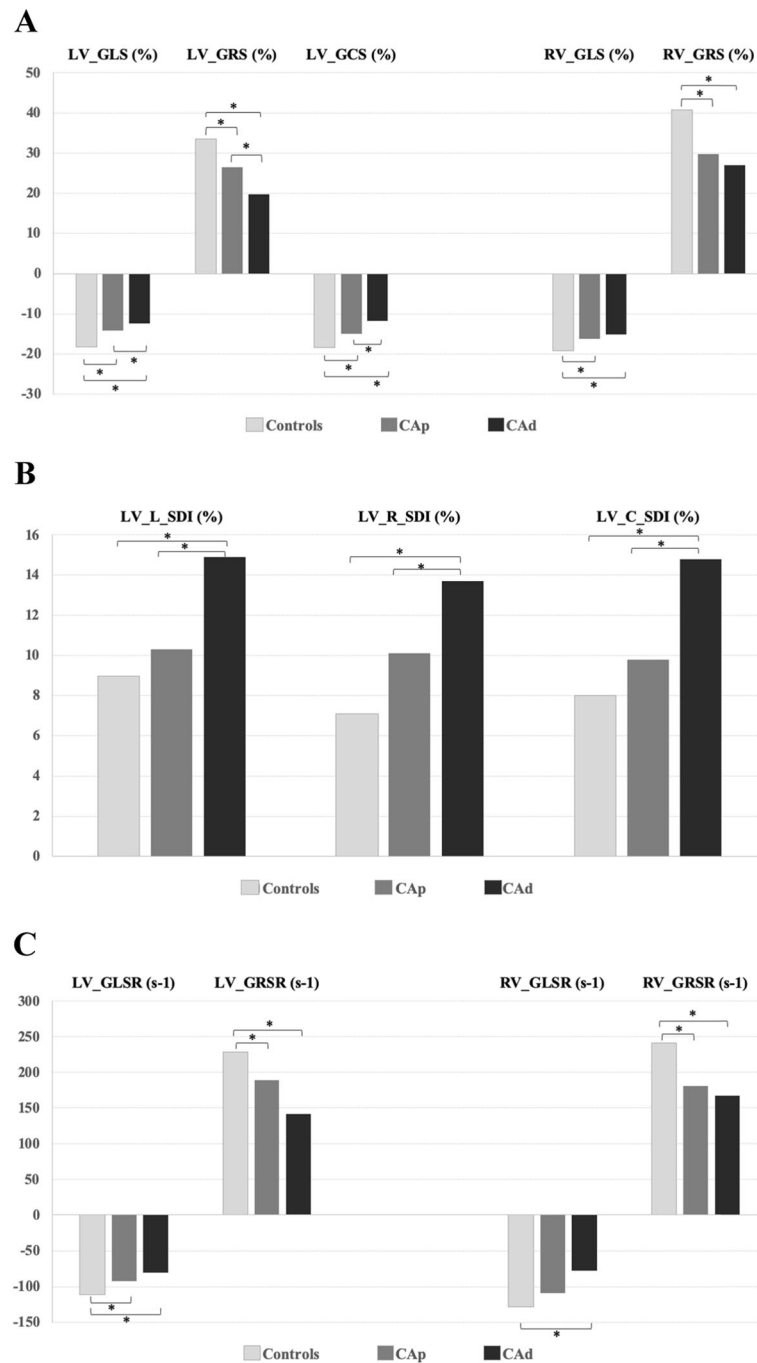 A
LV_GLS (%) LV_GRS (%) LV_GCS (%) RV_GLS (%) RV_GRS (%)
50
40
30
20
10
0
-10
-20
-30
* * * * * * * * * * * * *
Controls CAp CAd
B
LV_L_SDI (%) LV_R_SDI (%) LV_C_SDI (%)
16
14
12
10
8
6
4
2
0
* * * * * *
Controls CAp CAd
C
LV_GLSR (s-1) LV_GRSR (s-1) RV_GLSR (s-1) RV_GRSR (s-1)
300
250
200
150
100
50
0
-50
-100
-150
* * * * * * *
Controls CAp CAd